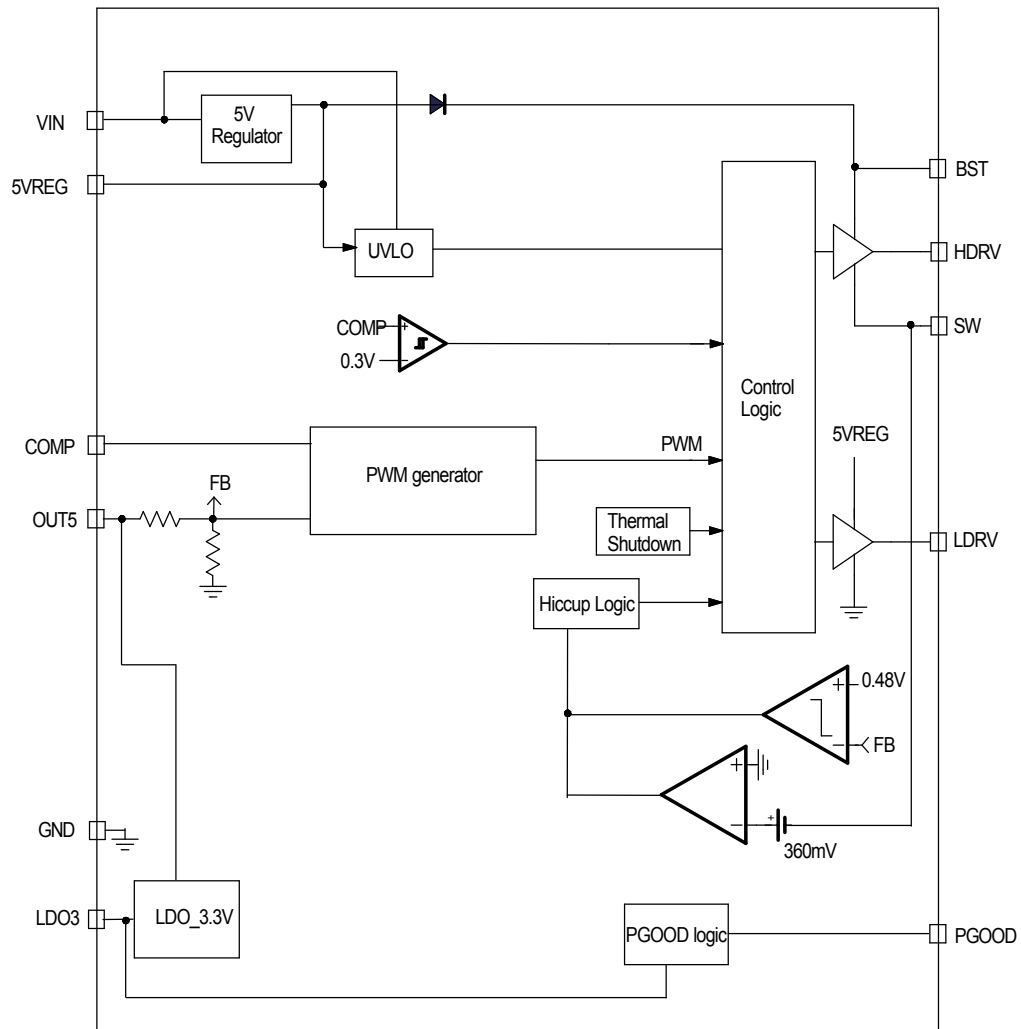 VIN
5V
Regulator
5VREG
BST
UVLO
HDRV
COMP
+
0.3V
−
SW
Control
Logic
COMP
PWM generator
PWM
5VREG
FB
OUT5
Thermal
Shutdown
LDRV
Hiccup Logic
+
0.48V
−
FB
+
−
+
360mV
GND
LDO3
LDO_3.3V
PGOOD logic
PGOOD